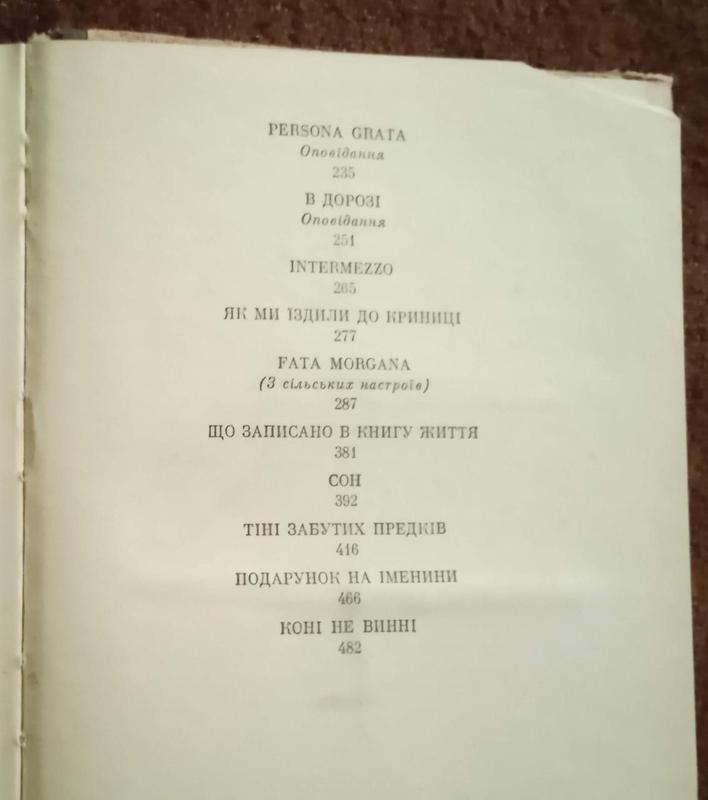 PERSONA GRATA
Оповідання
235
В ДОРОЗІ
Оповідання
251
INTERMEZZO
265
ЯК МИ ЇЗДИЛИ ДО КРИНИЦІ
277
FATA MORGANA
(З сільських настроїв)
287
ЩО ЗАПИСАНО В КНИГУ ЖИТТЯ
381
СОН
392
ТІНІ ЗАБУТИХ ПРЕДКІВ
416
ПОДАРУНОК НА ІМЕНИНИ
466
КОНІ НЕ ВИННІ
482